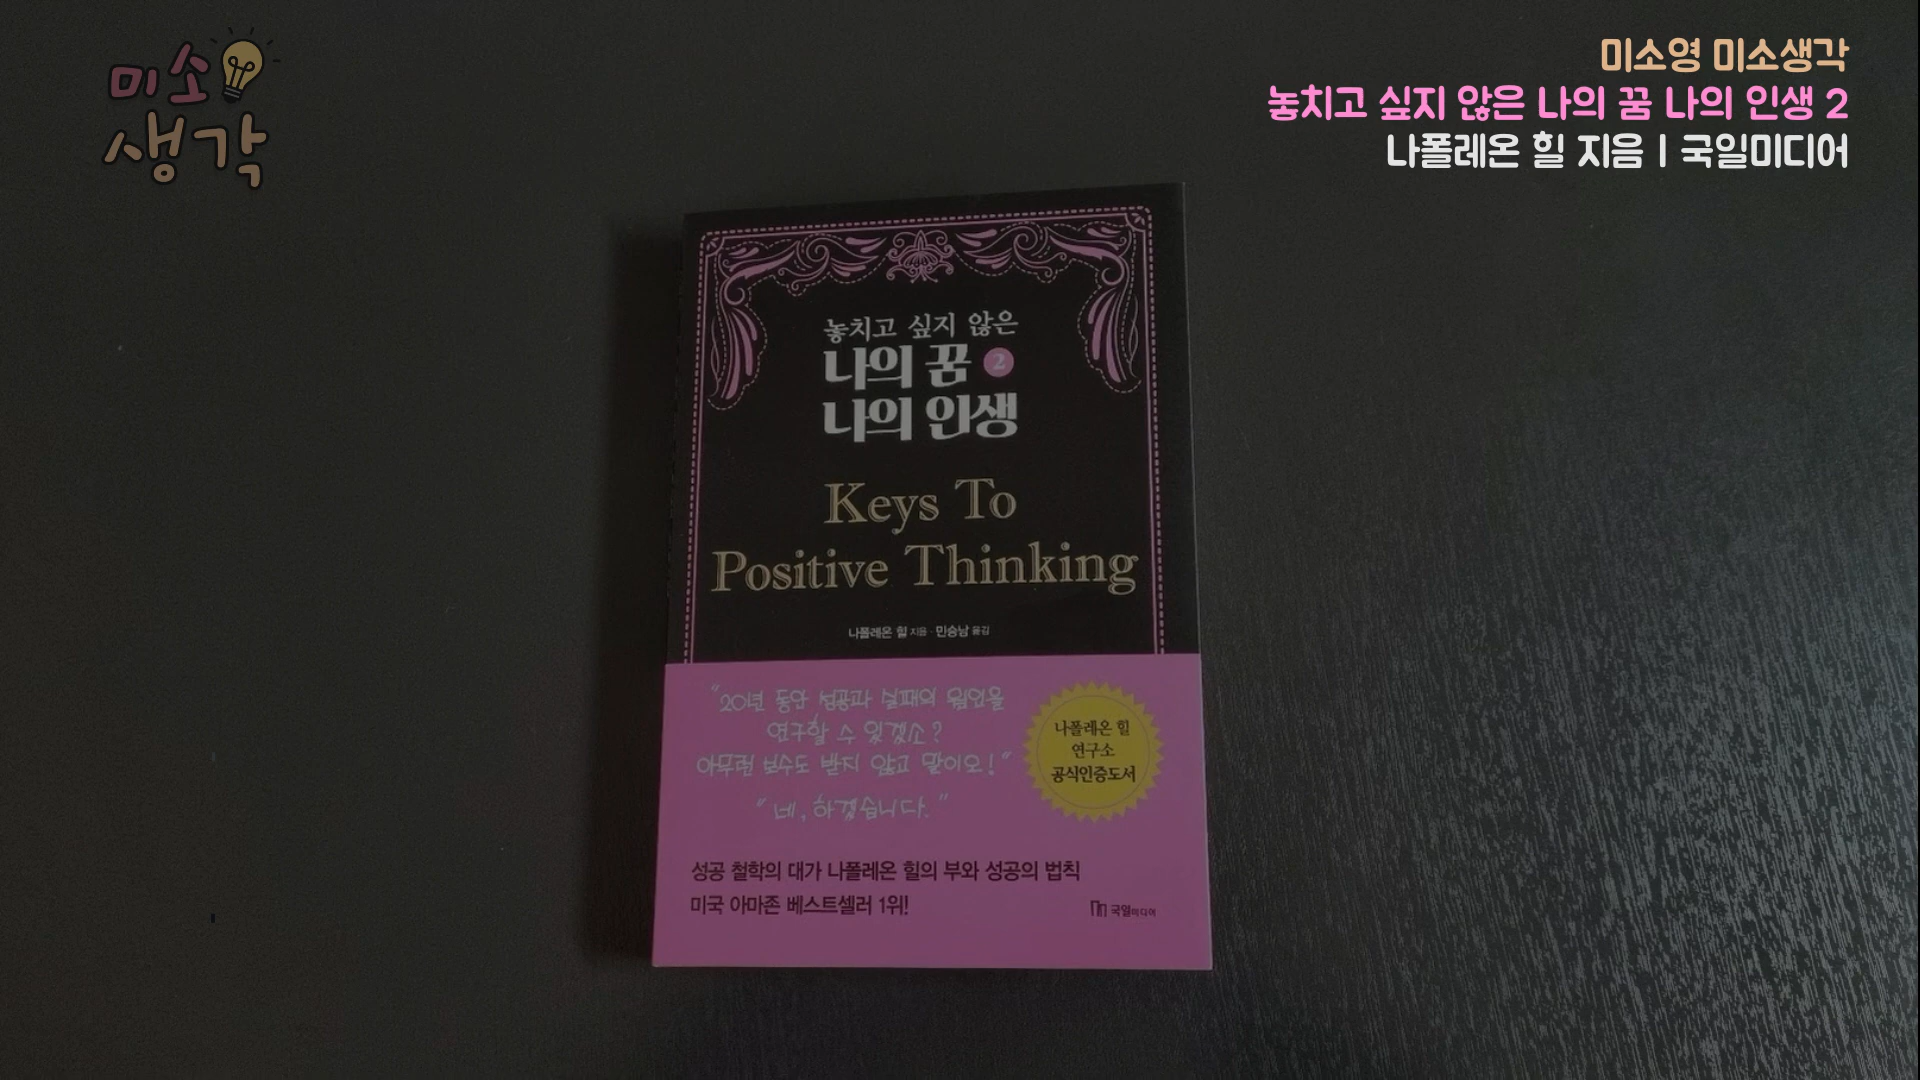 미소
생각
미소영 미소생각
놓치고 싶지 않은 나의 꿈 나의 인생 2
나폴레온 힐 지음 | 국일미디어
놓치고 싶지 않은
나의 꿈 2
나의 인생
Keys To
Positive Thinking
나폴레온 힐 지음 · 민승남 옮김
"20년 동안 성공과 실패의 원인을
연구할 수 있겠소?
아무런 보수도 받지 않고 말이오!"
"네, 하겠습니다."
나폴레온 힐
연구소
공식인증도서
성공 철학의 대가 나폴레온 힐의 부와 성공의 법칙
미국 아마존 베스트셀러 1위!
국일미디어